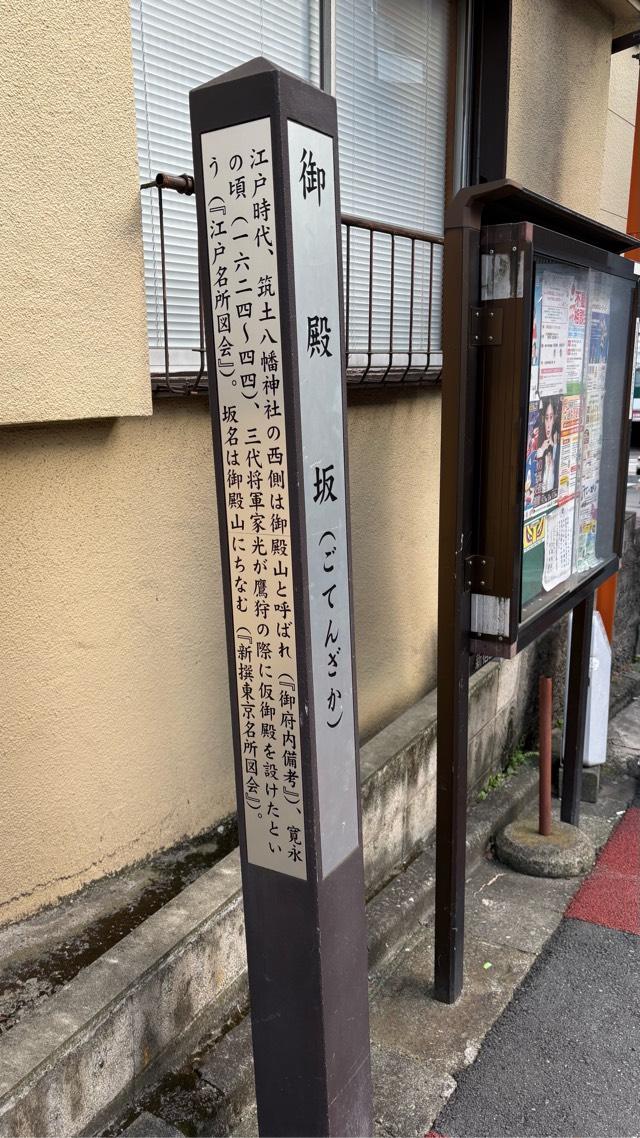 御殿坂(ごてんざか)
江戸時代、筑土八幡神社の西側は御殿山と呼ばれ(『御府内備考』)、寛永
の頃(一六二四～四四)、三代将軍家光が鷹狩の際に仮御殿を設けたとい
う(『江戸名所図会』)。坂名は御殿山にちなむ(『新撰東京名所図会』)。